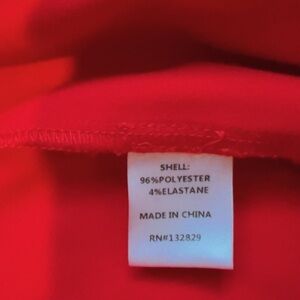 SHELL:
96%POLYESTER
4%ELASTANE
MADE IN CHINA
RN#132829